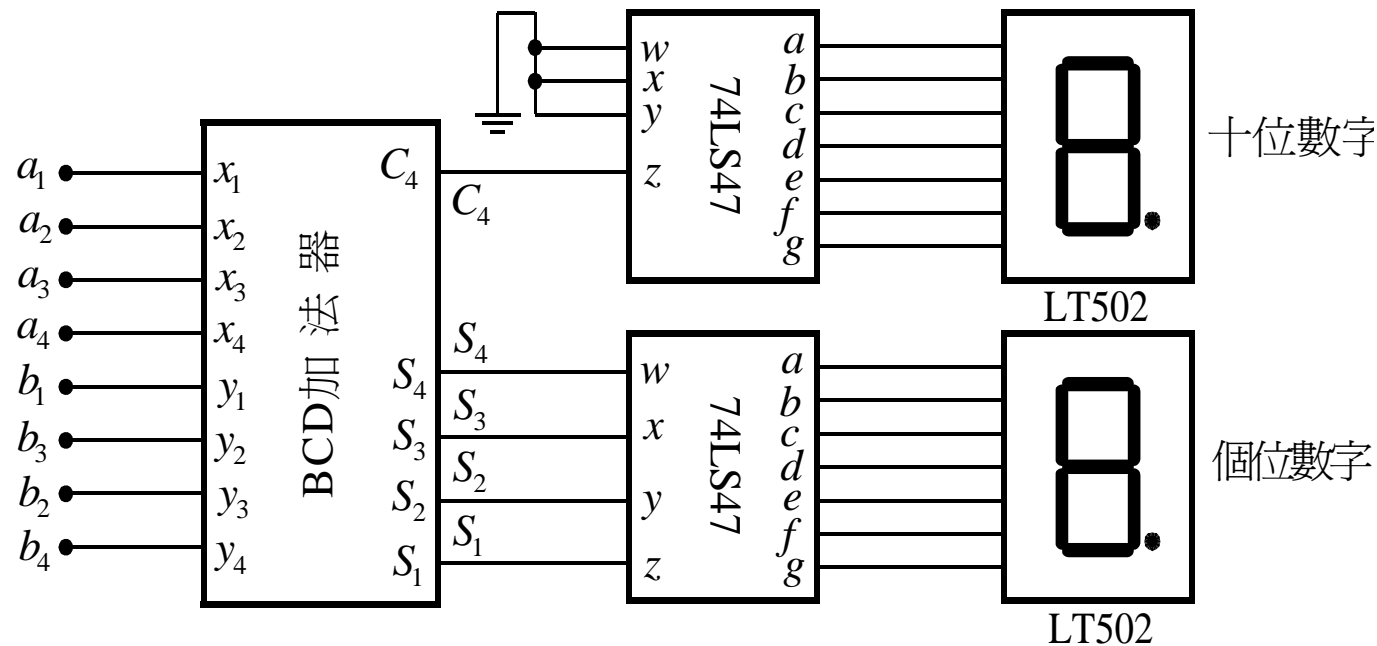 a₁
a₂
a₃
a₄
b₁
b₃
b₂
b₄
x₁
x₂
x₃
x₄
y₁
y₂
y₃
y₄
BCD加法器
C₄
S₄
S₃
S₂
S₁
C₄
S₄
S₃
S₂
S₁
w
x
y
z
74LS47
a
b
c
d
e
f
g
LT502
十位數字
w
x
y
z
74LS47
a
b
c
d
e
f
g
LT502
個位數字